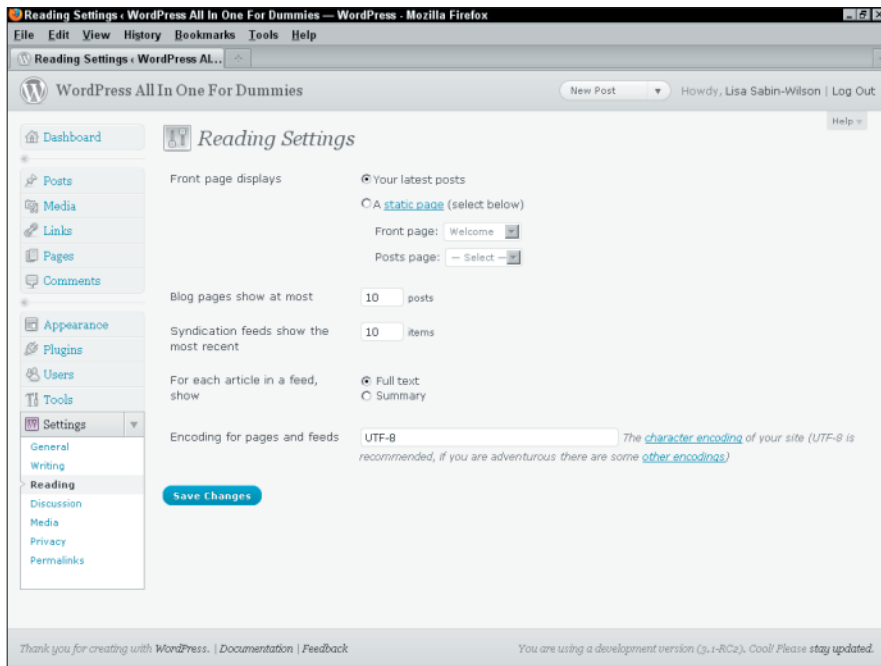 Reading Settings ‹ WordPress All In One For Dummies — WordPress - Mozilla Firefox
File Edit View History Bookmarks Tools Help
Reading Settings ‹ WordPress AL...
WordPress All In One For Dummies
New Post
Howdy, Lisa Sabin-Wilson | Log Out
Help
Dashboard
Posts
Media
Links
Pages
Comments
Appearance
Plugins
Users
Tools
Settings
General
Writing
Reading
Discussion
Media
Privacy
Permalinks
Reading Settings
Front page displays
Your latest posts
A static page (select below)
Front page: Welcome
Posts page: — Select —
Blog pages show at most 10 posts
Syndication feeds show the
most recent
10 items
For each article in a feed,
show
Full text
Summary
Encoding for pages and feeds
UTF-8 The character encoding of your site (UTF-8 is
recommended, if you are adventurous there are some other encodings)
Save Changes
Thank you for creating with WordPress. | Documentation | Feedback
You are using a development version (3.1-RC2). Cool! Please stay updated.